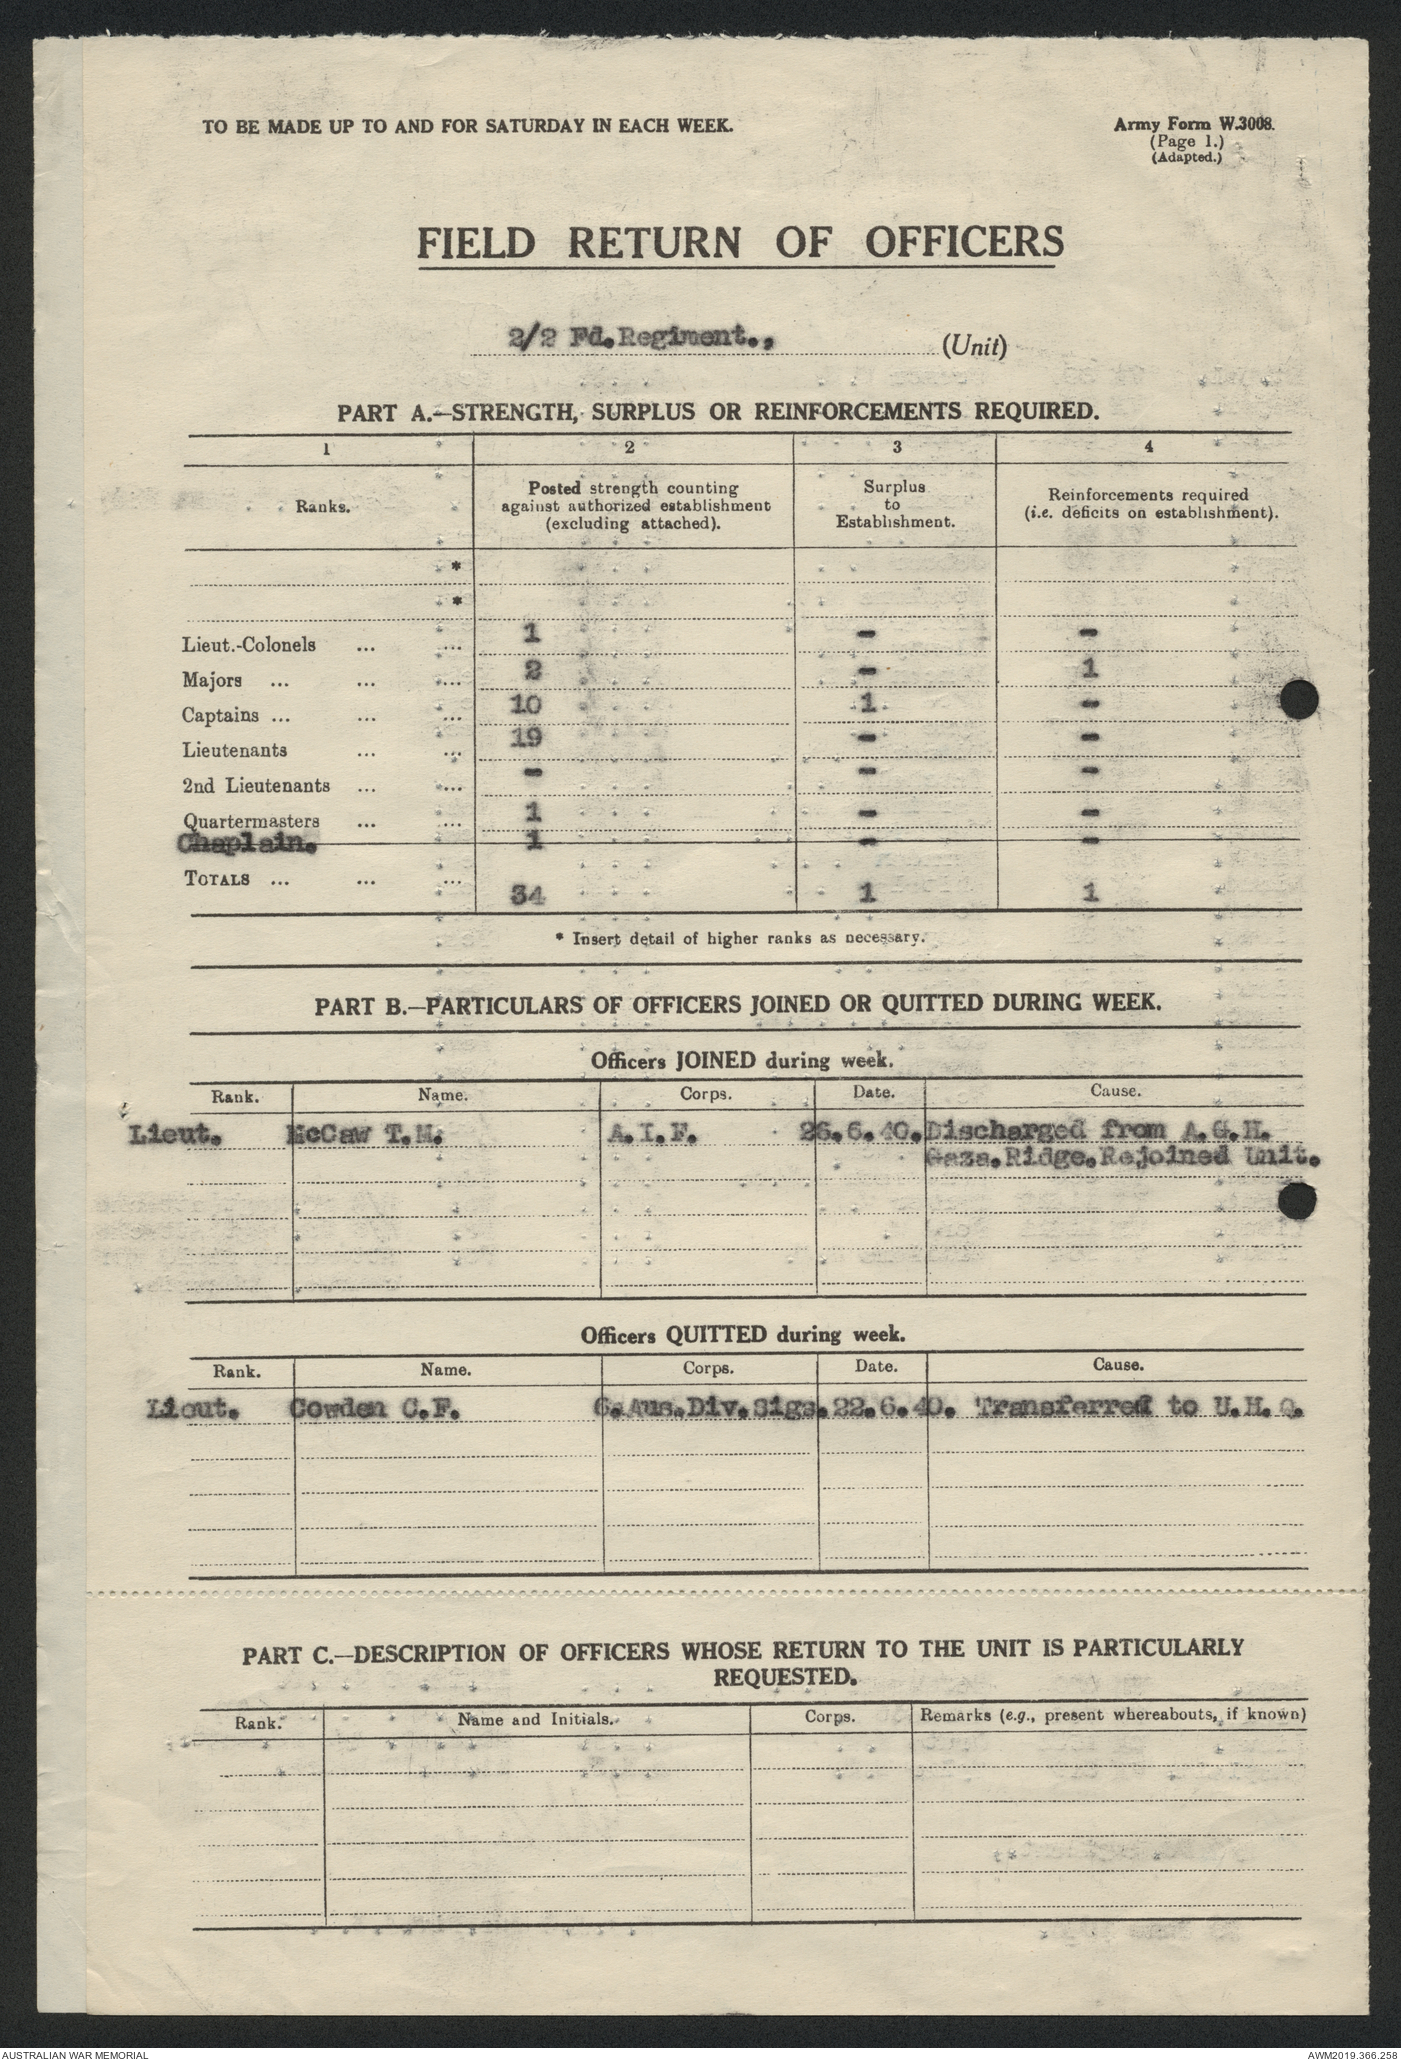 TO BE MADE UP TO AND FOR SATURDAY IN EACH WEEK.
Army Form W.3008.
(Page 1.)
(Adapted.)
FIELD RETURN OF OFFICERS
2/2 Fd.Regiment., (Unit)
PART A.—STRENGTH, SURPLUS OR REINFORCEMENTS REQUIRED.
1 2 3 4
Ranks.
Posted strength counting
against authorized establishment
(excluding attached).
Surplus
to
Establishment.
Reinforcements required
(i.e. deficits on establishment).
*
*
Lieut.-Colonels ... ... 1 - -
Majors ... ... ... 2 - 1
Captains ... ... ... 10 1 -
Lieutenants ... ... 19 - -
2nd Lieutenants ... ... - - -
Quartermasters ... ... 1 - -
Chaplain. 1 - -
TOTALS ... ... ... 34 1 1
* Insert detail of higher ranks as necessary.
PART B.—PARTICULARS OF OFFICERS JOINED OR QUITTED DURING WEEK.
Officers JOINED during week.
Rank. Name. Corps. Date. Cause.
Lieut. McCaw T.M. A.I.F. 26.6.40. Discharged from A.G.H.
Gaza.Ridge.Rejoined Unit.
Officers QUITTED during week.
Rank. Name. Corps. Date. Cause.
Lieut. Cowden C.F. 6.Aus.Div.Sigs. 22.6.40. Transferred to U.H.Q.
PART C.—DESCRIPTION OF OFFICERS WHOSE RETURN TO THE UNIT IS PARTICULARLY
REQUESTED.
Rank. Name and Initials. Corps. Remarks (e.g., present whereabouts, if known)
AUSTRALIAN WAR MEMORIAL
AWM2019.366.258